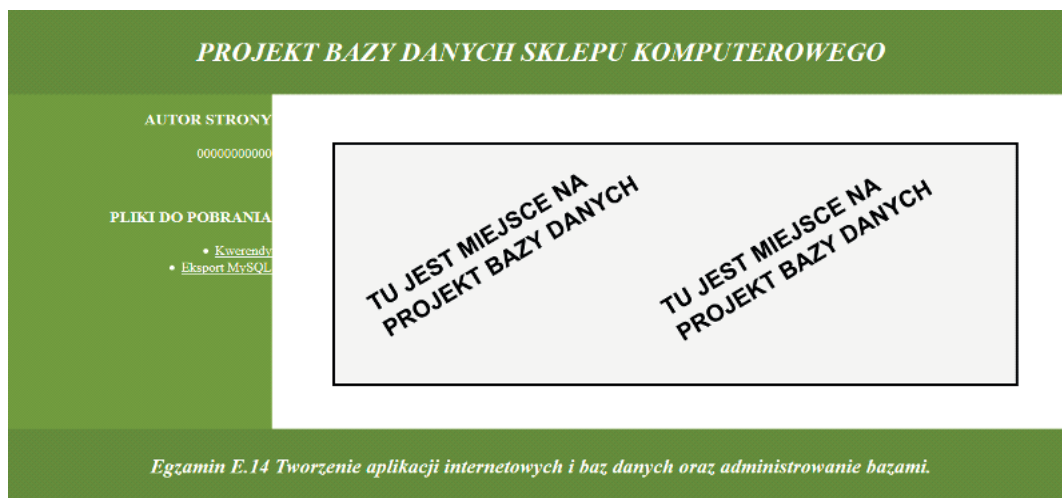 PROJEKT BAZY DANYCH SKLEPU KOMPUTEROWEGO
AUTOR STRONY
00000000000
PLIKI DO POBRANIA
Kwerendy
Eksport MySQL
TU JEST MIEJSCE NA
PROJEKT BAZY DANYCH
TU JEST MIEJSCE NA
PROJEKT BAZY DANYCH
Egzamin E.14 Tworzenie aplikacji internetowych i baz danych oraz administrowanie bazami.